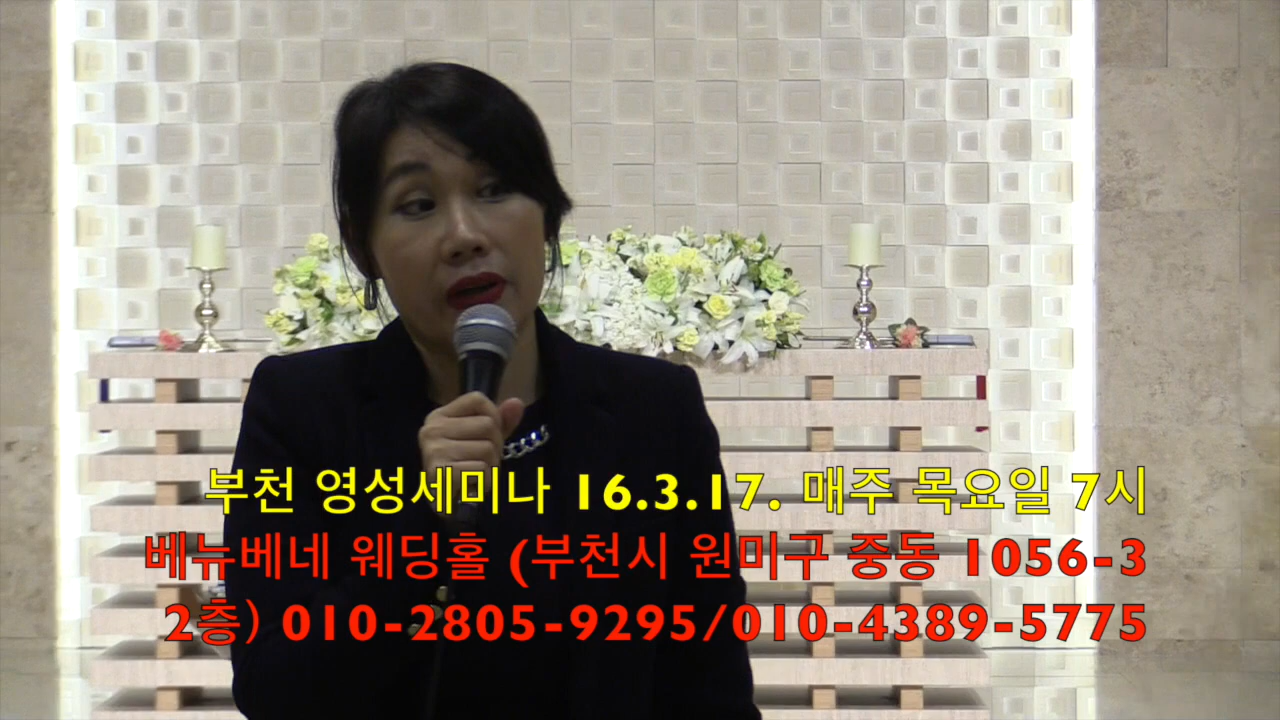 부천 영성세미나 16.3.17. 매주 목요일 7시
베뉴베네 웨딩홀 (부천시 원미구 중동 1056-3
2층) 010-2805-9295/010-4389-5775